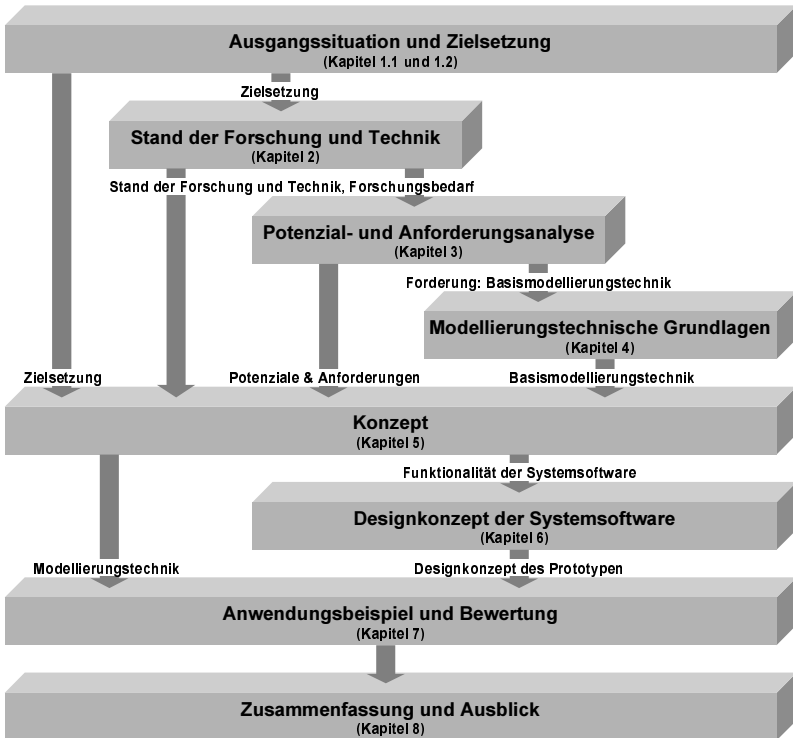 Ausgangssituation und Zielsetzung
(Kapitel 1.1 und 1.2)
Zielsetzung
Stand der Forschung und Technik
(Kapitel 2)
Stand der Forschung und Technik, Forschungsbedarf
Potenzial- und Anforderungsanalyse
(Kapitel 3)
Forderung: Basismodellierungstechnik
Modellierungstechnische Grundlagen
(Kapitel 4)
Zielsetzung
Potenziale & Anforderungen
Basismodellierungstechnik
Konzept
(Kapitel 5)
Funktionalität der Systemsoftware
Designkonzept der Systemsoftware
(Kapitel 6)
Modellierungstechnik
Designkonzept des Prototypen
Anwendungsbeispiel und Bewertung
(Kapitel 7)
Zusammenfassung und Ausblick
(Kapitel 8)